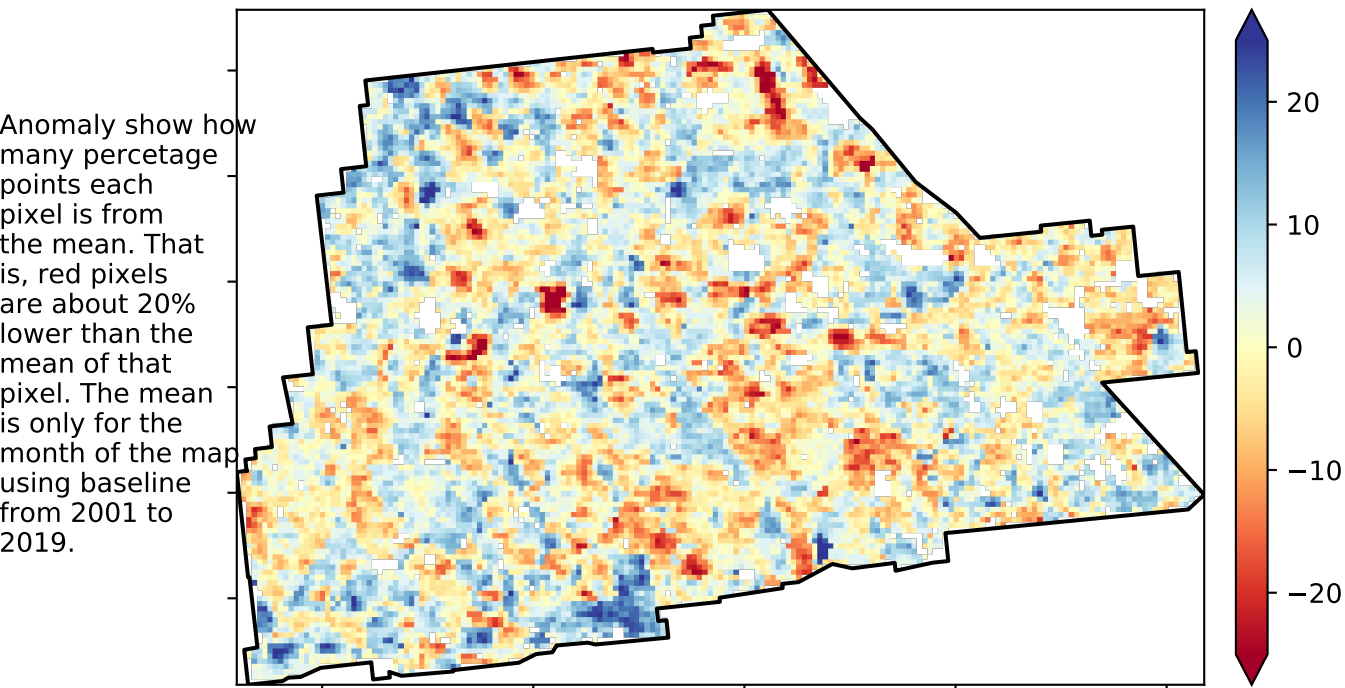 Anomaly show how
many percetage
points each
pixel is from
the mean. That
is, red pixels
are about 20%
lower than the
mean of that
pixel. The mean
is only for the
month of the map
using baseline
from 2001 to
2019.
20
10
0
−10
−20